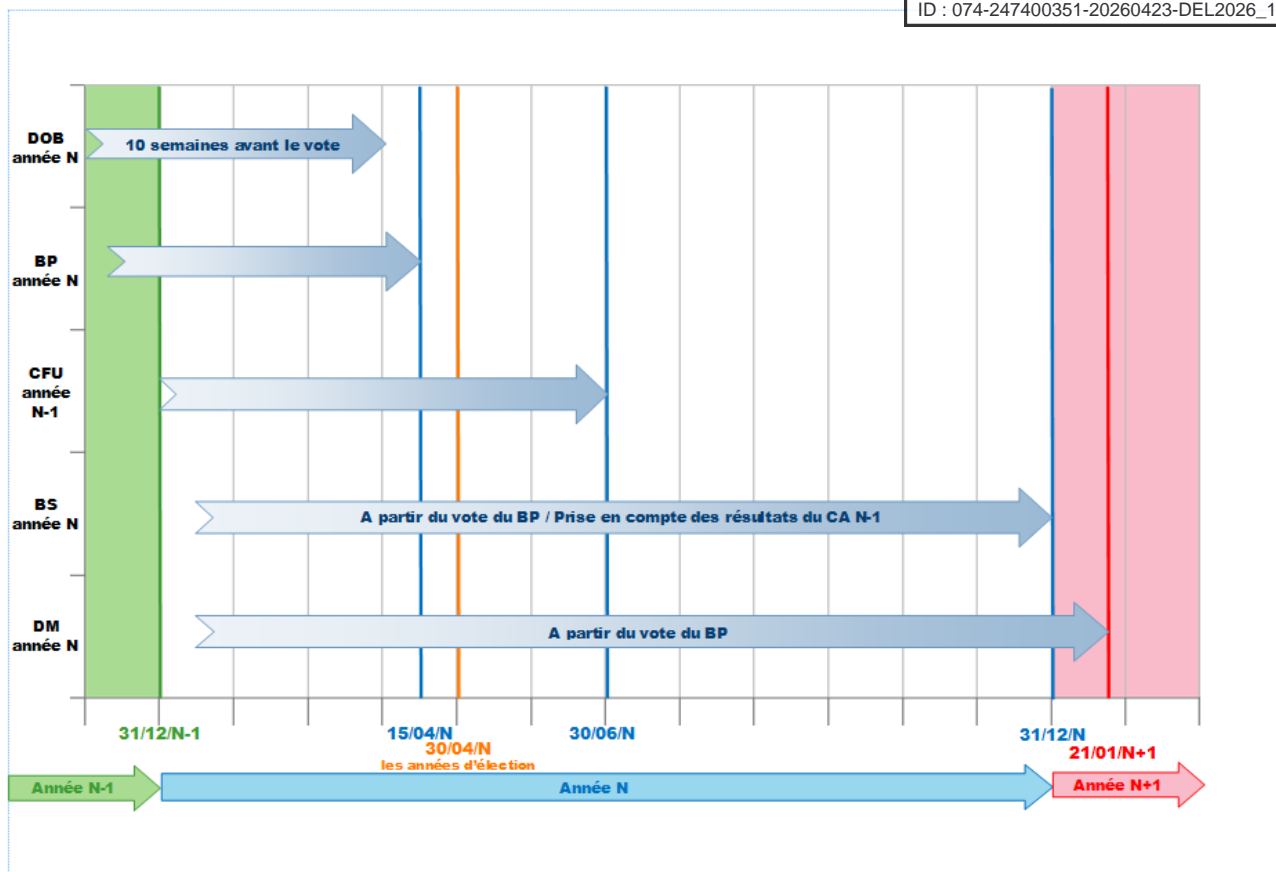 ID : 074-247400351-20260423-DEL2026_1
DOB
année N
10 semaines avant le vote
BP
année N
CFU
année
N-1
BS
année N
A partir du vote du BP / Prise en compte des résultats du CA N-1
DM
année N
A partir du vote du BP
31/12/N-1
15/04/N
30/04/N
les années d'élection
30/06/N
31/12/N
21/01/N+1
Année N-1
Année N
Année N+1